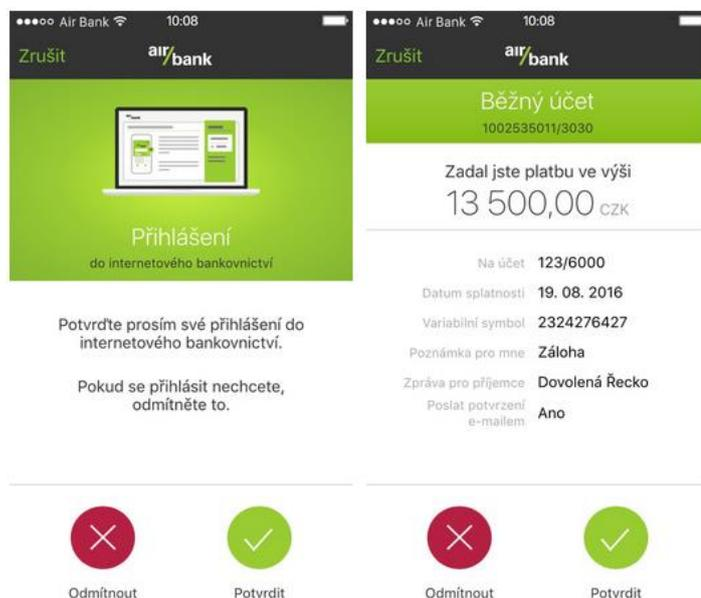 Air Bank 10:08
Zrušit air bank
Přihlášení
do internetového bankovnictví
Potvrďte prosím své přihlášení do
internetového bankovnictví.
Pokud se přihlásit nechcete,
odmítněte to.
Odmítnout Potvrdit
Air Bank 10:08
Zrušit air bank
Běžný účet
1002535011/3030
Zadal jste platbu ve výši
13 500,00 CZK
Na účet 123/6000
Datum splatnosti 19. 08. 2016
Variabilní symbol 2324276427
Poznámka pro mne Záloha
Zpráva pro příjemce Dovolená Řecko
Poslat potvrzení
e-mailem Ano
Odmítnout Potvrdit